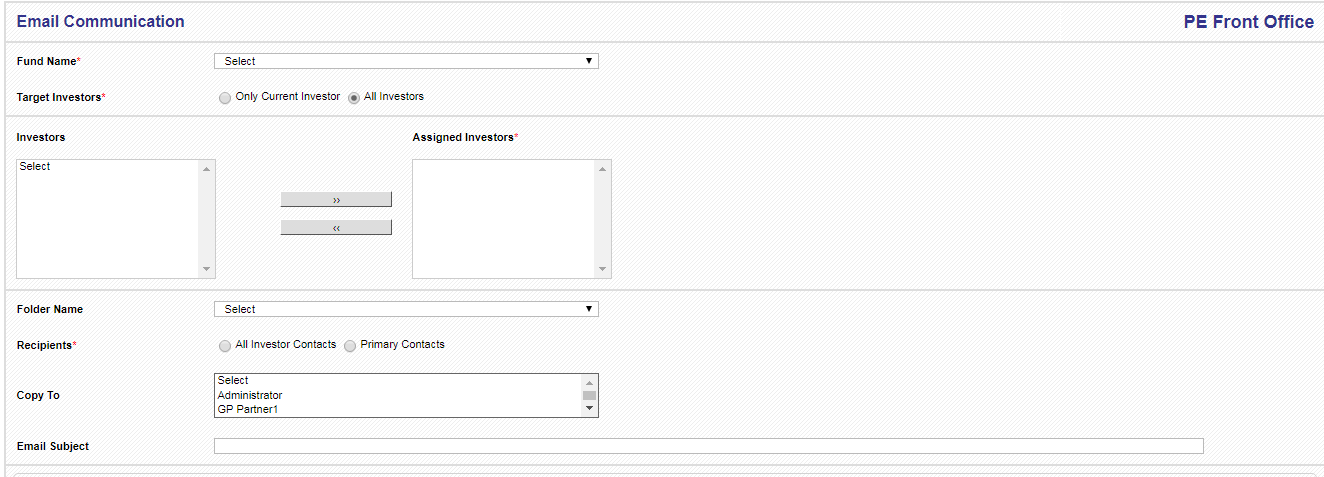 Email Communication
PE Front Office
Fund Name*
Select
Target Investors*
Only Current Investor
All Investors
Investors
Assigned Investors*
Select
››
‹‹
Folder Name
Select
Recipients*
All Investor Contacts
Primary Contacts
Copy To
Select
Administrator
GP Partner1
Email Subject